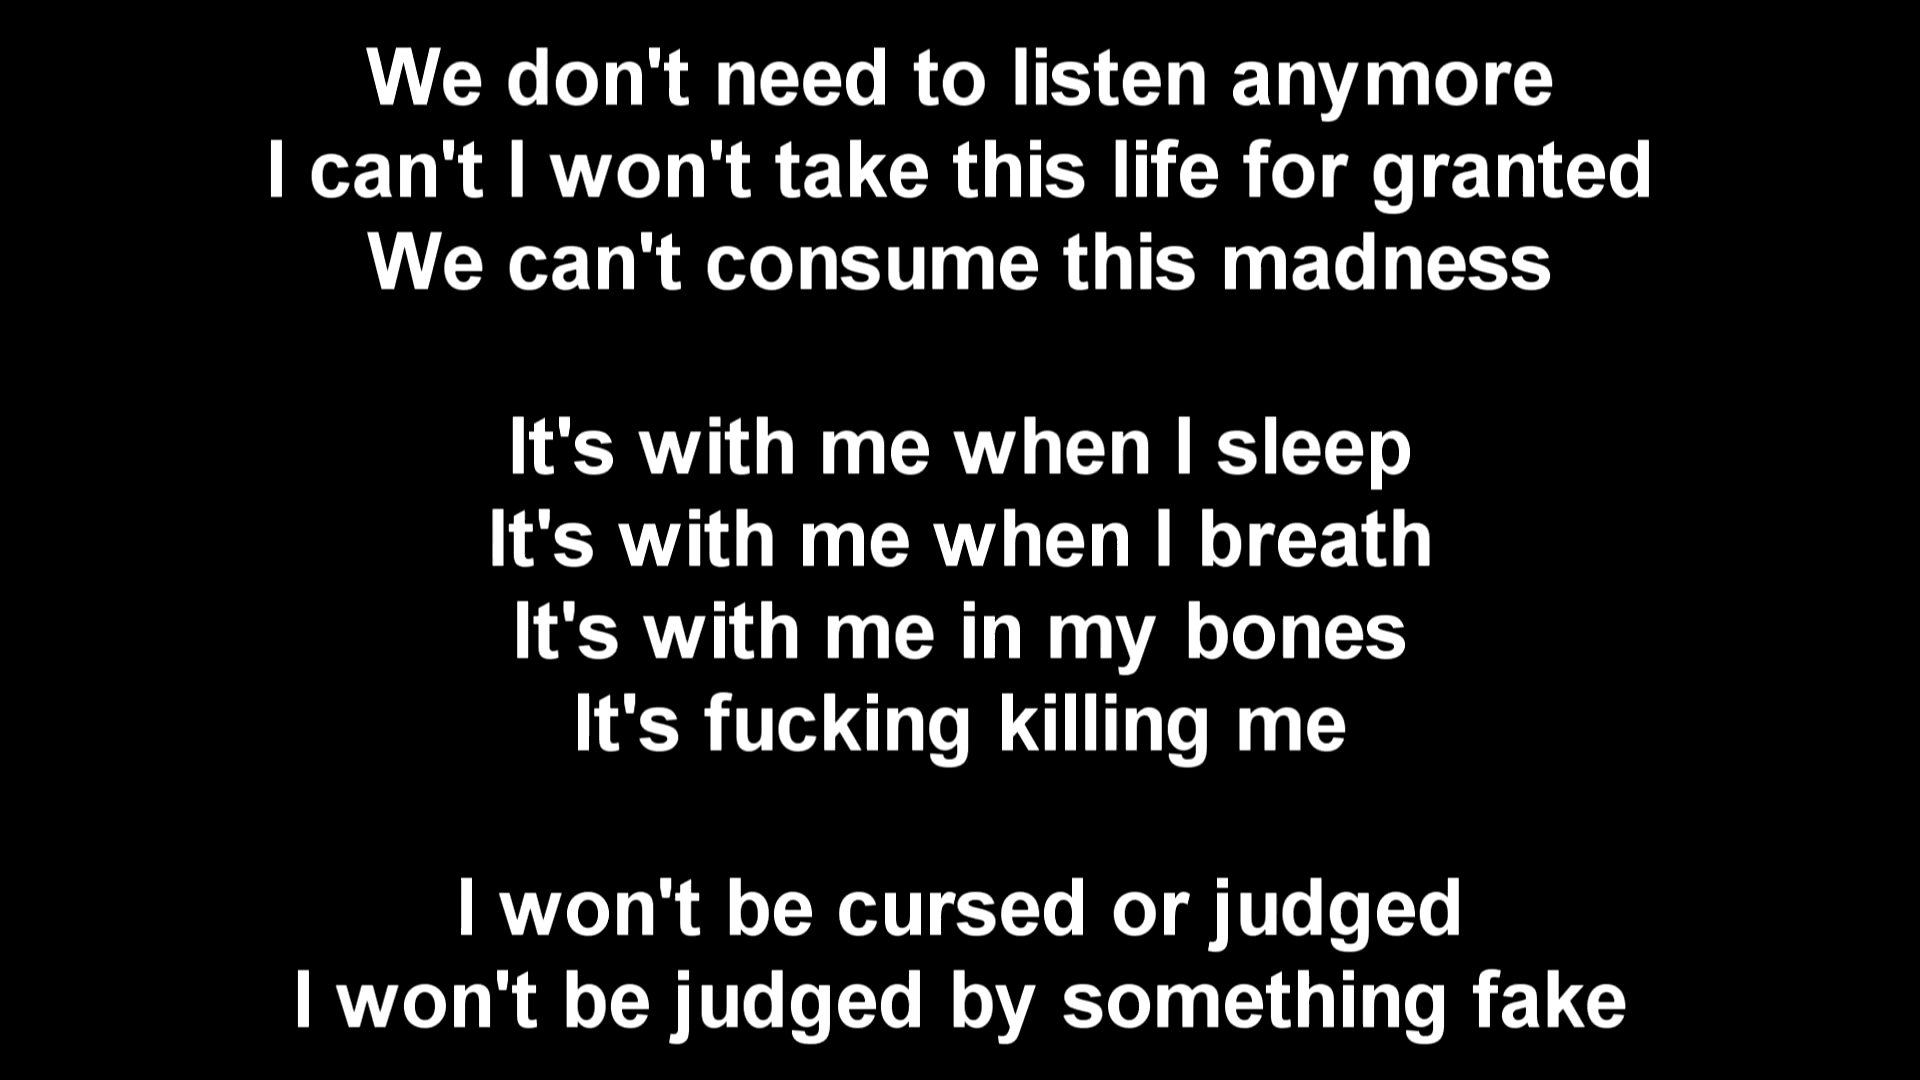 We don't need to listen anymore
I can't I won't take this life for granted
We can't consume this madness
It's with me when I sleep
It's with me when I breath
It's with me in my bones
It's fucking killing me
I won't be cursed or judged
I won't be judged by something fake